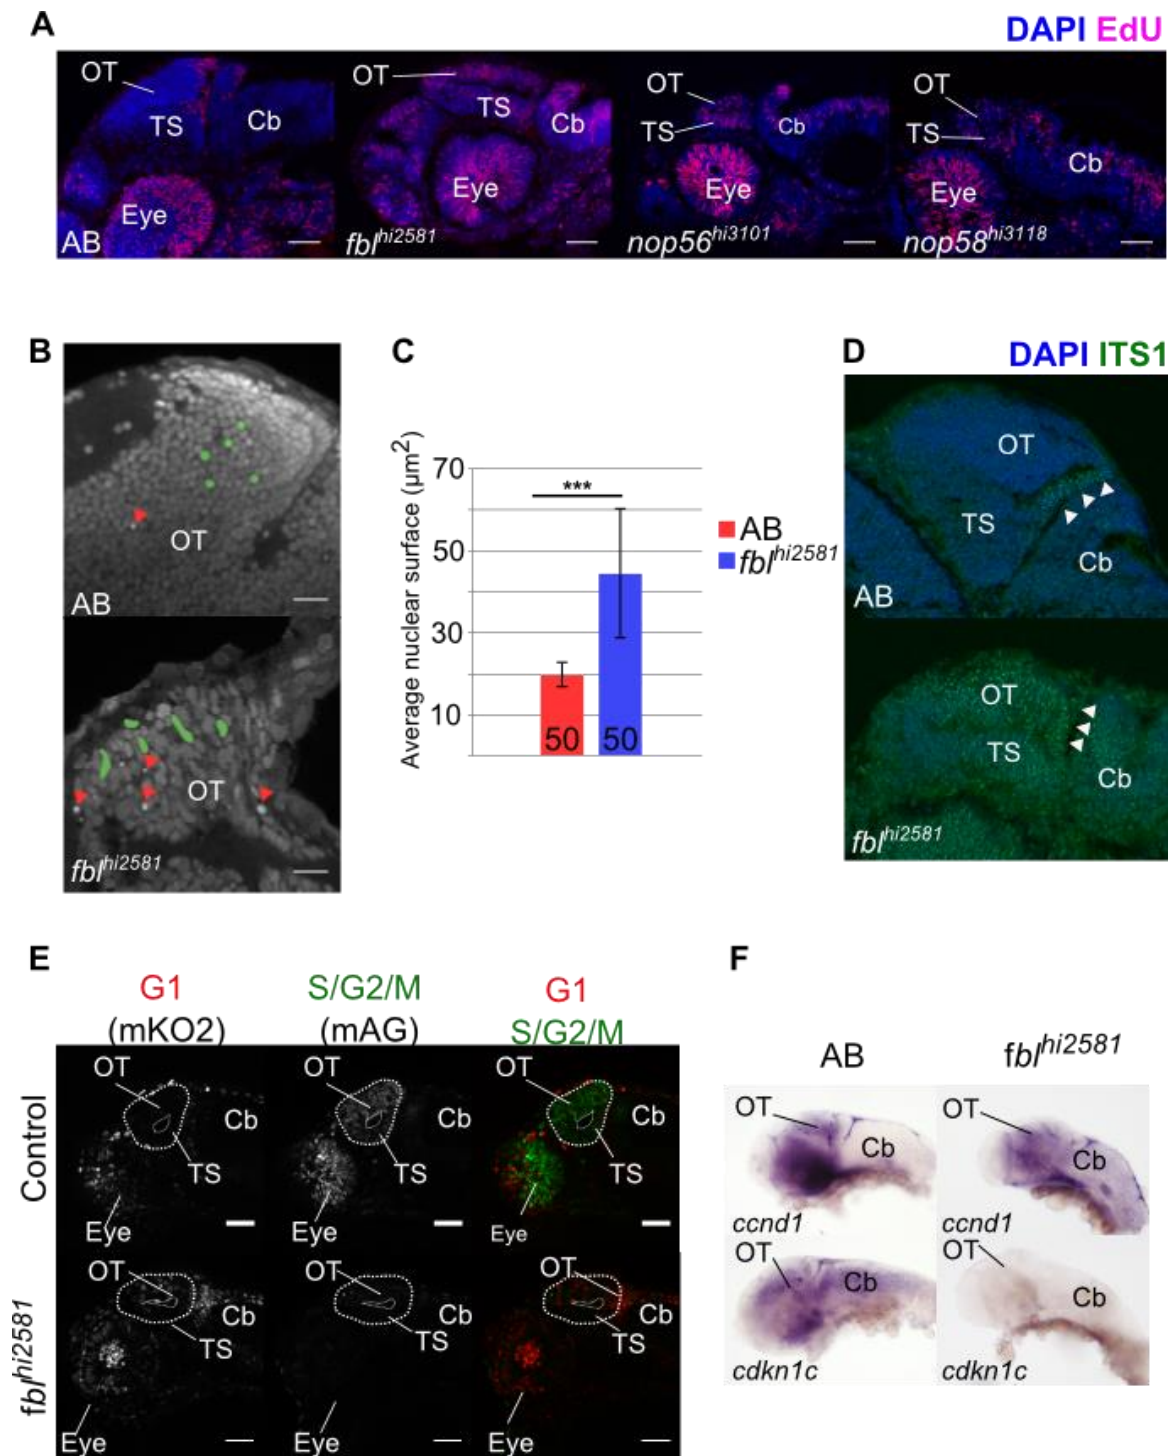 A
DAPI EdU
OT
TS
Cb
Eye
AB
OT
TS
Cb
Eye
fbl^hi2581
OT
TS
Cb
Eye
nop56^hi3101
OT
TS
Cb
Eye
nop58^hi3118
B
OT
AB
OT
fbl^hi2581
C
Average nuclear surface (µm²)
70
50
30
10
***
50
50
AB
fbl^hi2581
D
DAPI ITS1
OT
TS
Cb
AB
OT
TS
Cb
fbl^hi2581
E
G1
(mKO2)
S/G2/M
(mAG)
G1
S/G2/M
Control
OT
Cb
TS
Eye
OT
Cb
TS
Eye
OT
Cb
TS
Eye
fbl^hi2581
OT
Cb
TS
Eye
OT
Cb
TS
Eye
OT
Cb
TS
Eye
F
AB
fbl^hi2581
OT
Cb
ccnd1
OT
Cb
ccnd1
OT
Cb
cdkn1c
OT
Cb
cdkn1c